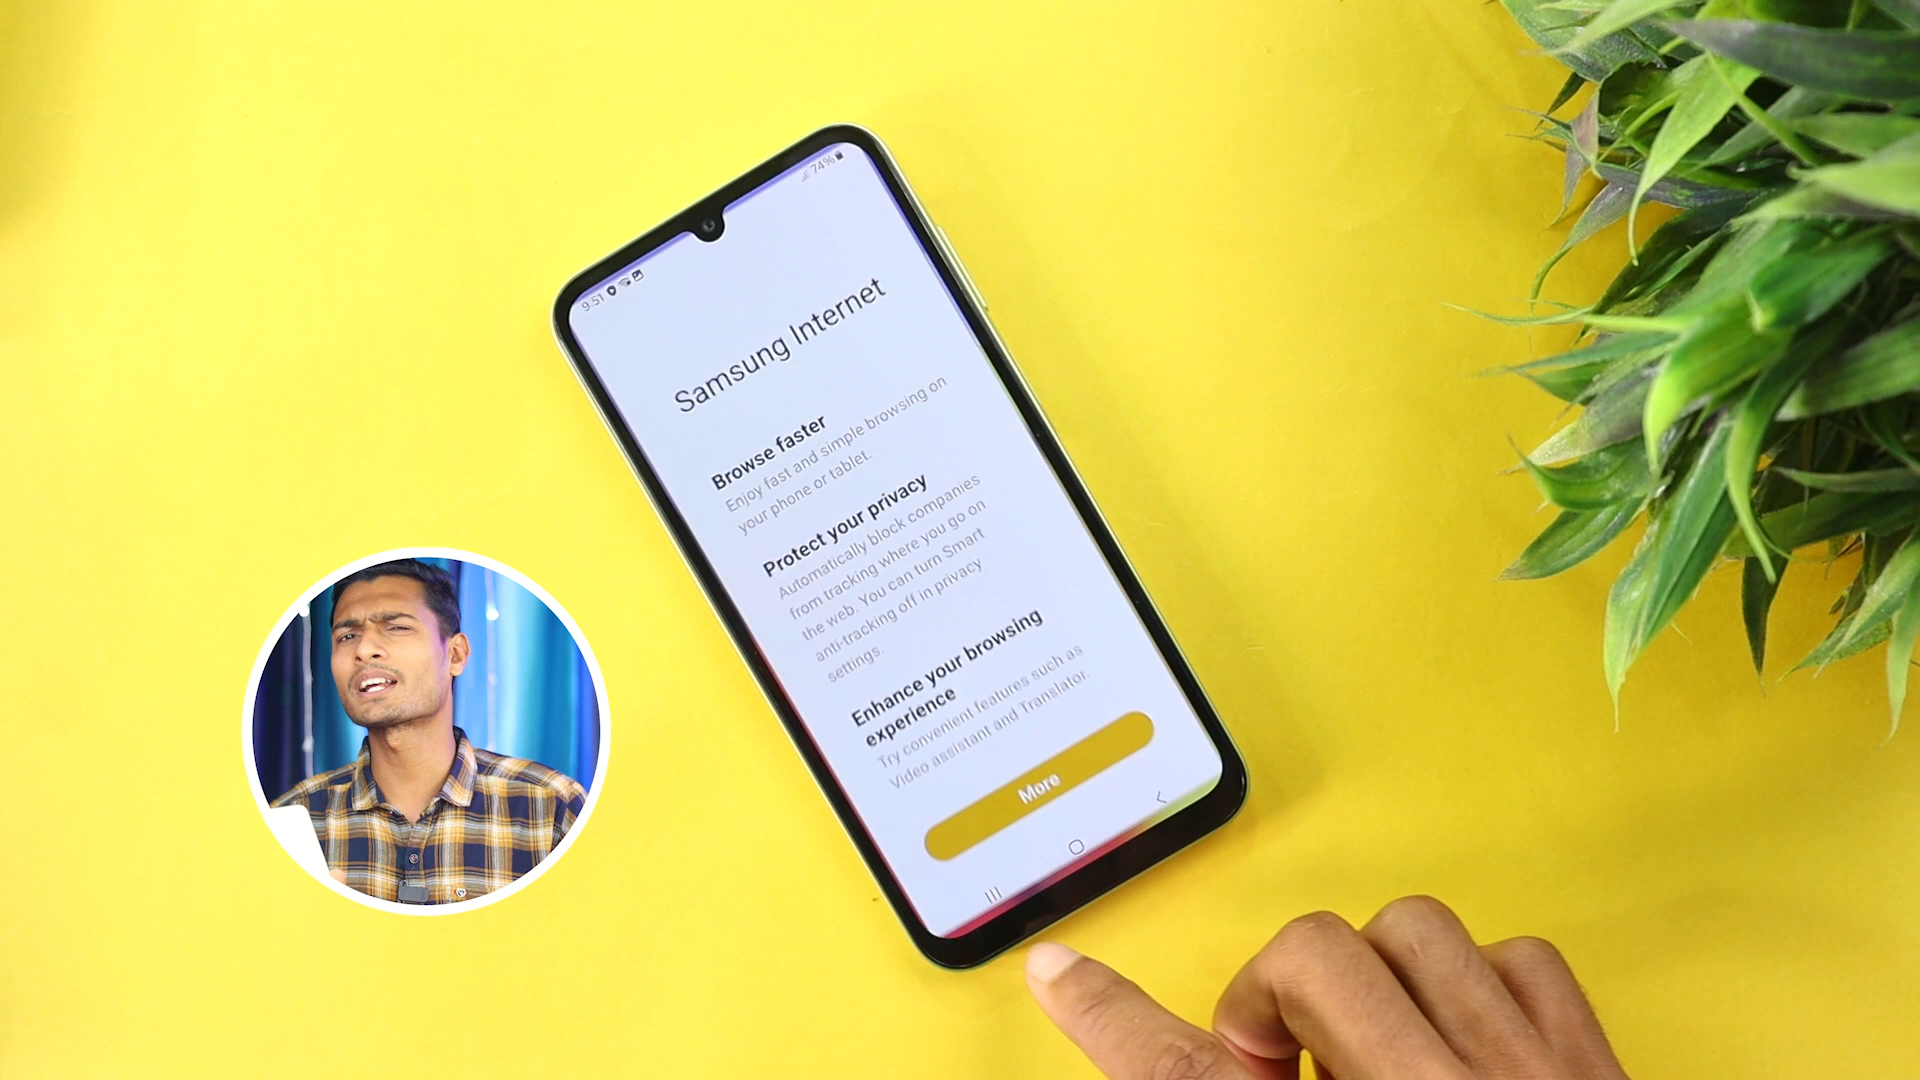 9:51
74%
Samsung Internet
Browse faster
Enjoy fast and simple browsing on
your phone or tablet.
Protect your privacy
Automatically block companies
from tracking where you go on
the web. You can turn Smart
anti-tracking off in privacy
settings.
Enhance your browsing
experience
Try convenient features such as
Video assistant and Translator.
More